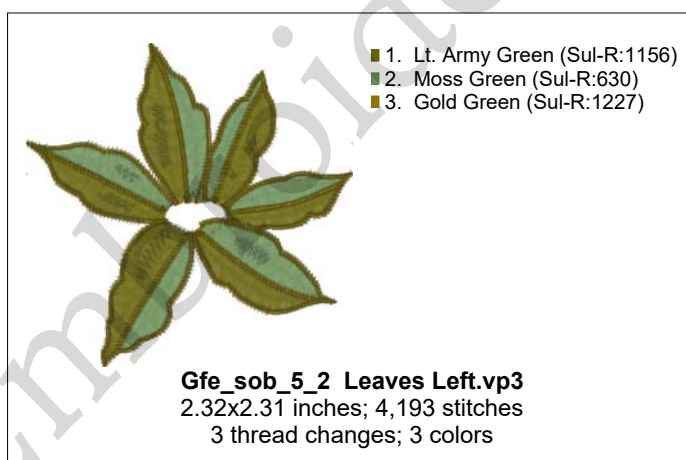 1. Lt. Army Green (Sul-R:1156)
2. Moss Green (Sul-R:630)
3. Gold Green (Sul-R:1227)
Gfe_sob_5_2 Leaves Left.vp3
2.32x2.31 inches; 4,193 stitches
3 thread changes; 3 colors